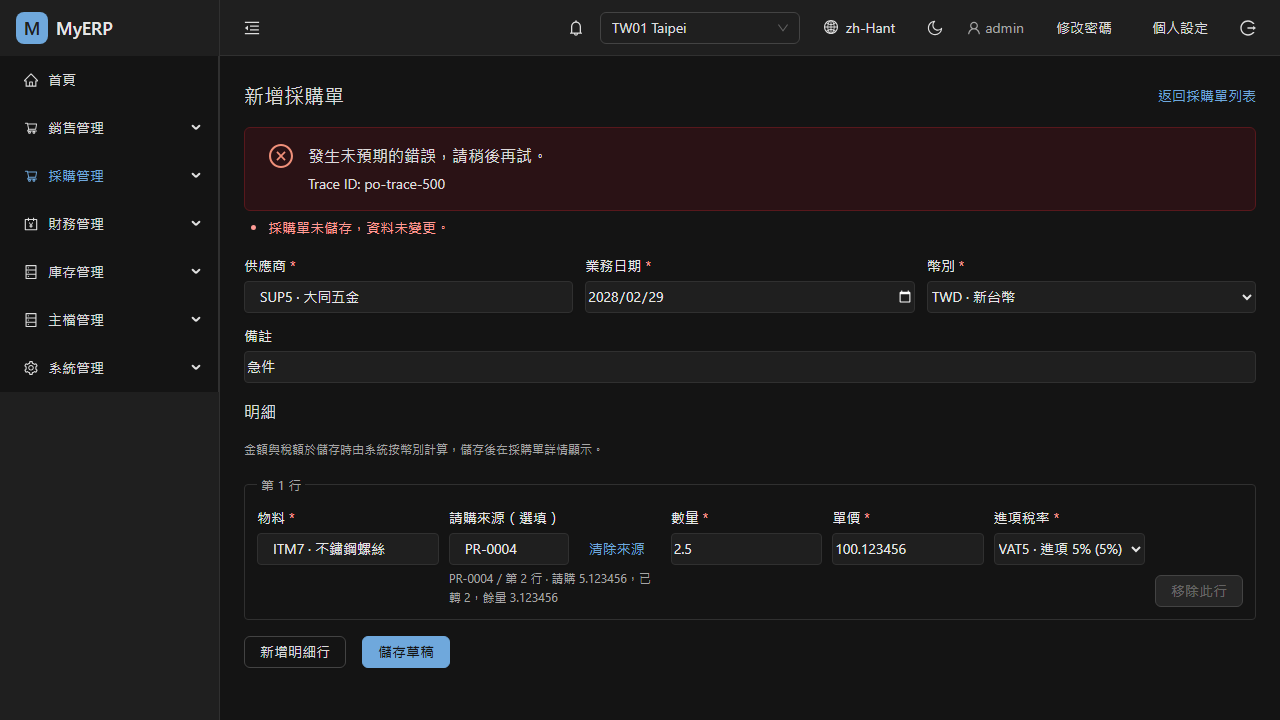 M MyERP
TW01 Taipei
zh-Hant
admin
修改密碼
個人設定
首頁
銷售管理
採購管理
財務管理
庫存管理
主檔管理
系統管理
新增採購單
返回採購單列表
發生未預期的錯誤，請稍後再試。
Trace ID: po-trace-500
採購單未儲存，資料未變更。
供應商 *
業務日期 *
幣別 *
SUP5 · 大同五金
2028/02/29
TWD · 新台幣
備註
急件
明細
金額與稅額於儲存時由系統按幣別計算，儲存後在採購單詳情顯示。
第 1 行
物料 *
請購來源（選填）
數量 *
單價 *
進項稅率 *
ITM7 · 不鏽鋼螺絲
PR-0004
清除來源
2.5
100.123456
VAT5 · 進項 5% (5%)
PR-0004 / 第 2 行 · 請購 5.123456，已
轉 2，餘量 3.123456
移除此行
新增明細行
儲存草稿